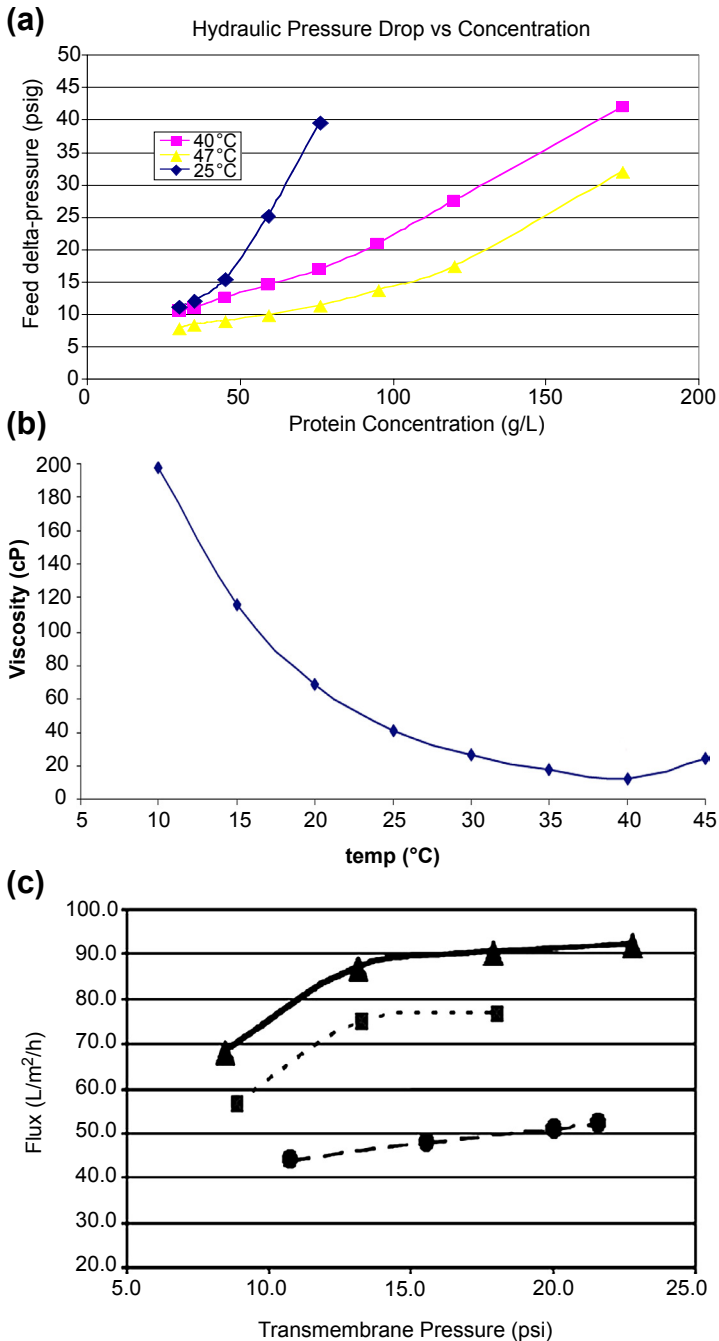 (a)
Hydraulic Pressure Drop vs Concentration
50
45
40
35
30
25
20
15
10
5
0
Feed delta-pressure (psig)
40°C
47°C
25°C
0 50 100 150 200
Protein Concentration (g/L)
(b)
200
180
160
140
120
100
80
60
40
20
0
Viscosity (cP)
5 10 15 20 25 30 35 40 45
temp (°C)
(c)
100.0
90.0
80.0
70.0
60.0
50.0
40.0
30.0
20.0
Flux (L/m²/h)
5.0 10.0 15.0 20.0 25.0
Transmembrane Pressure (psi)